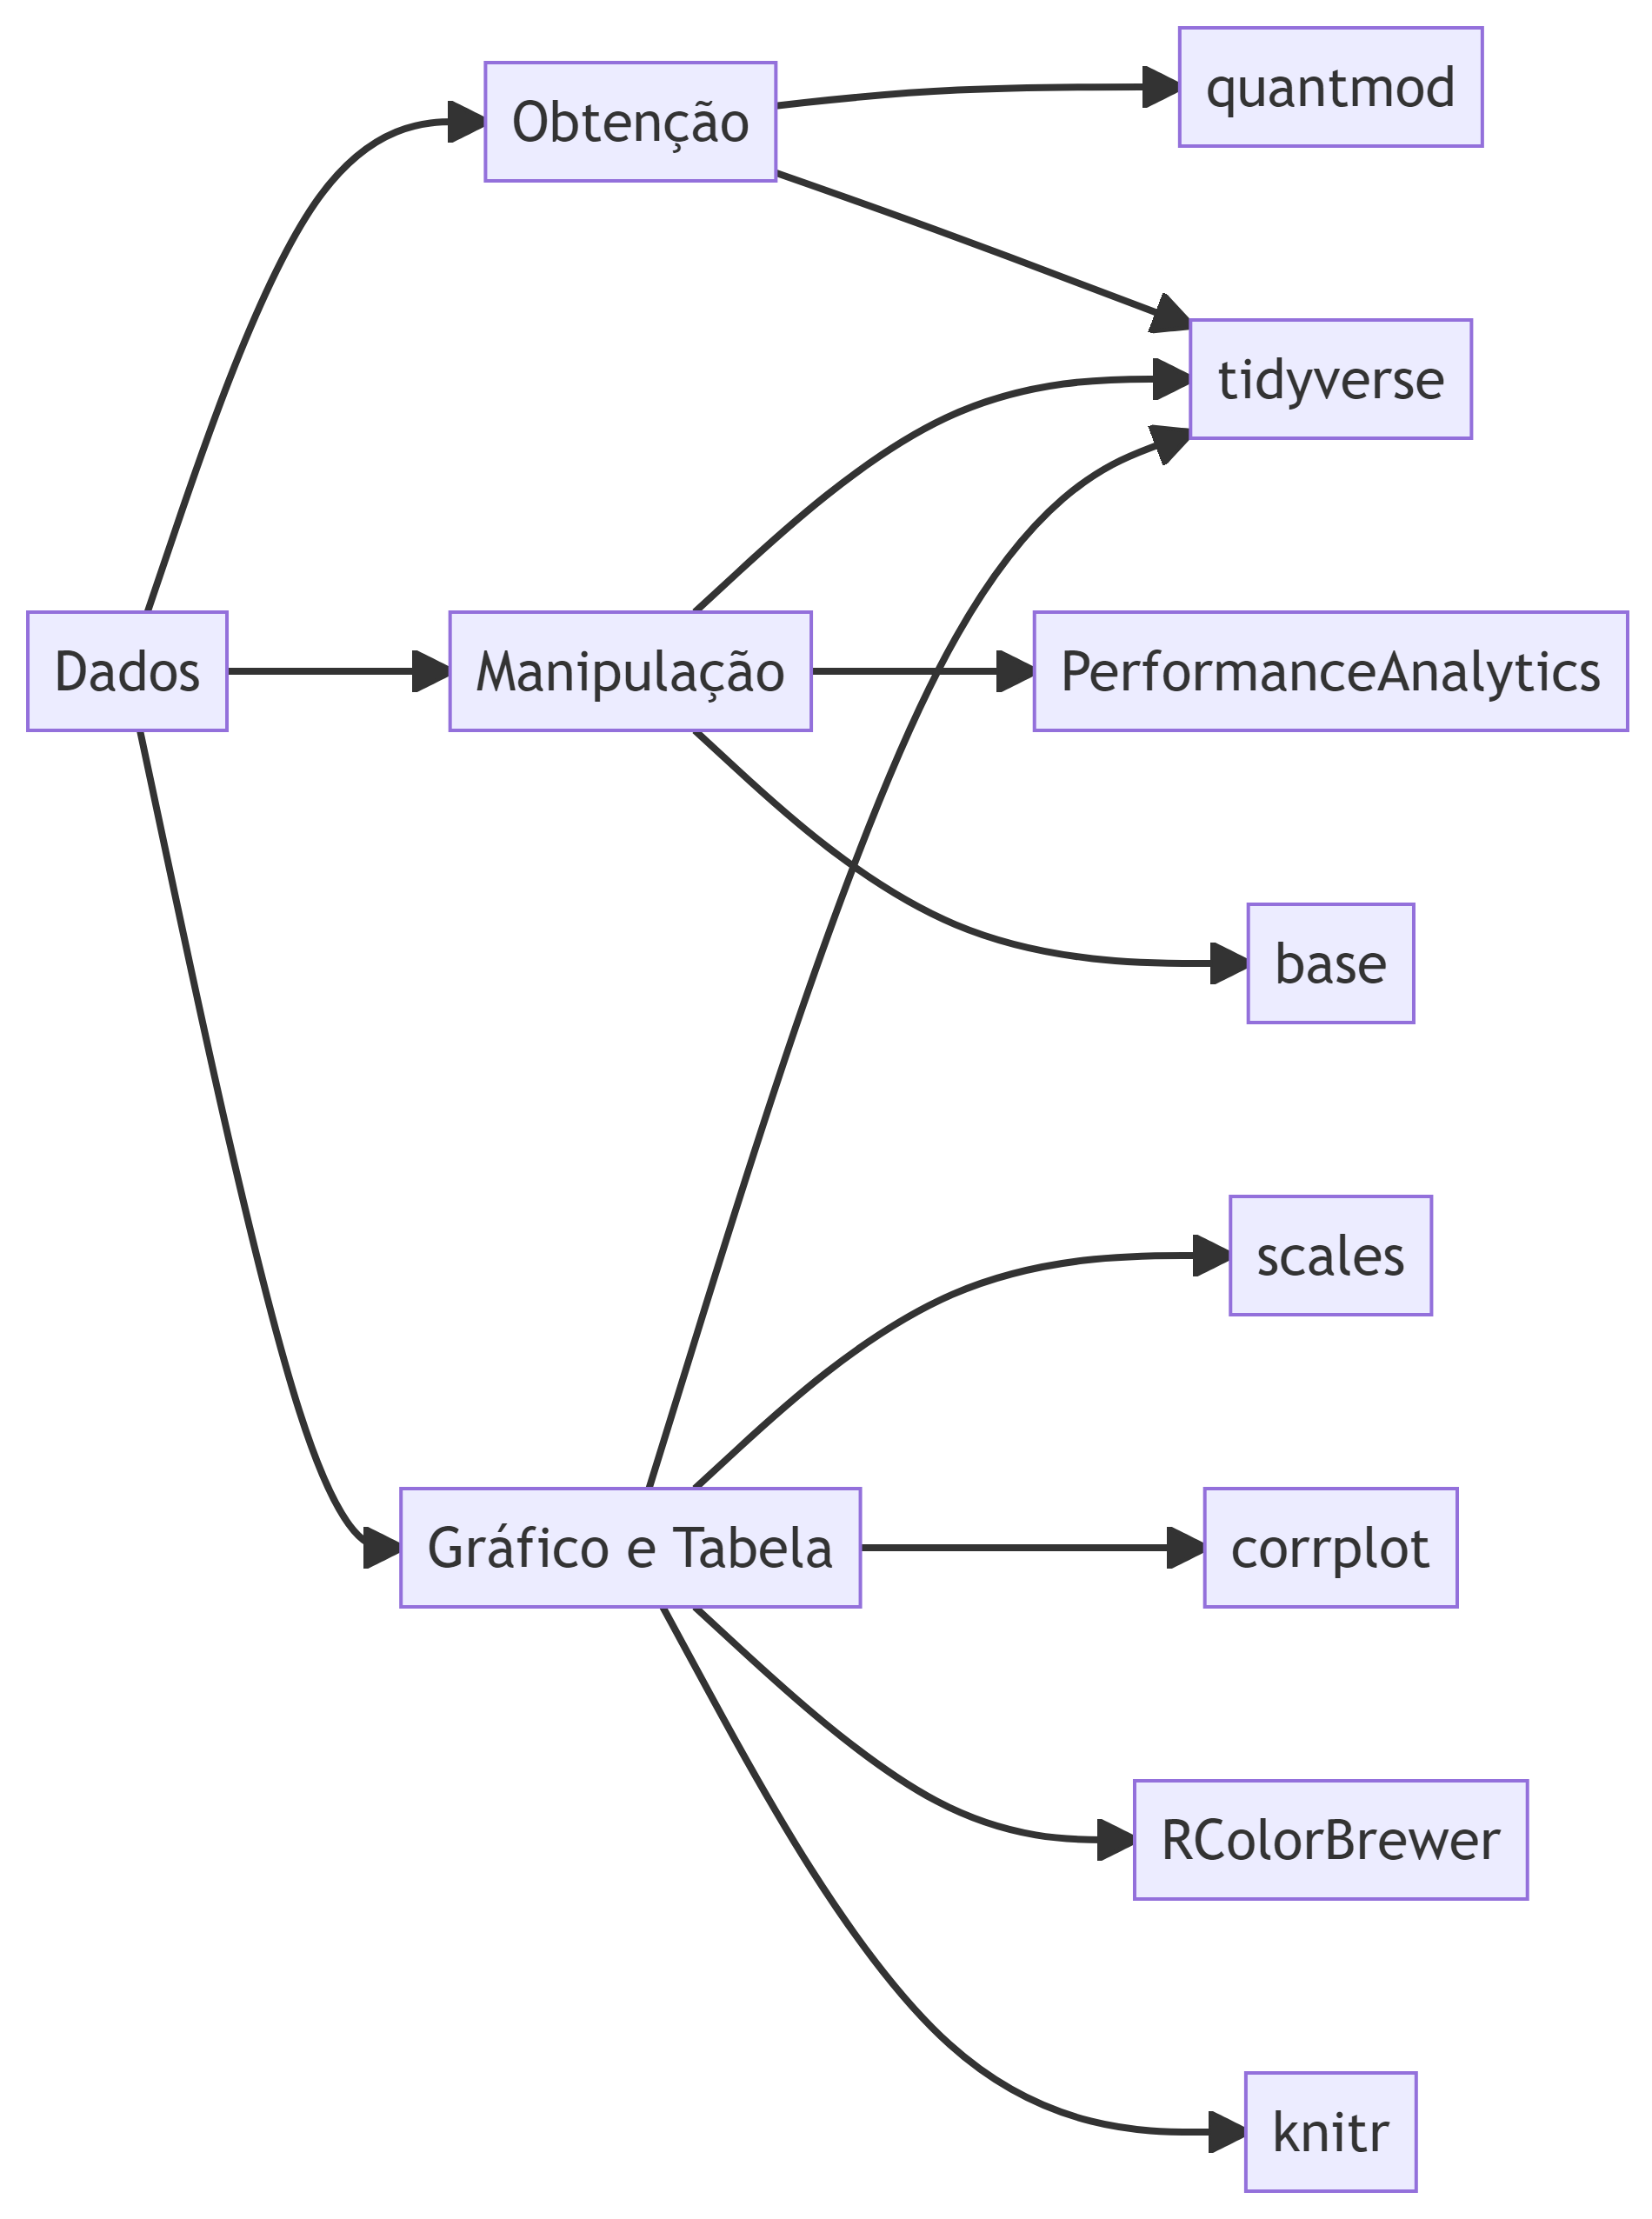 Dados
Obtenção
Manipulação
Gráfico e Tabela
quantmod
tidyverse
PerformanceAnalytics
base
scales
corrplot
RColorBrewer
knitr